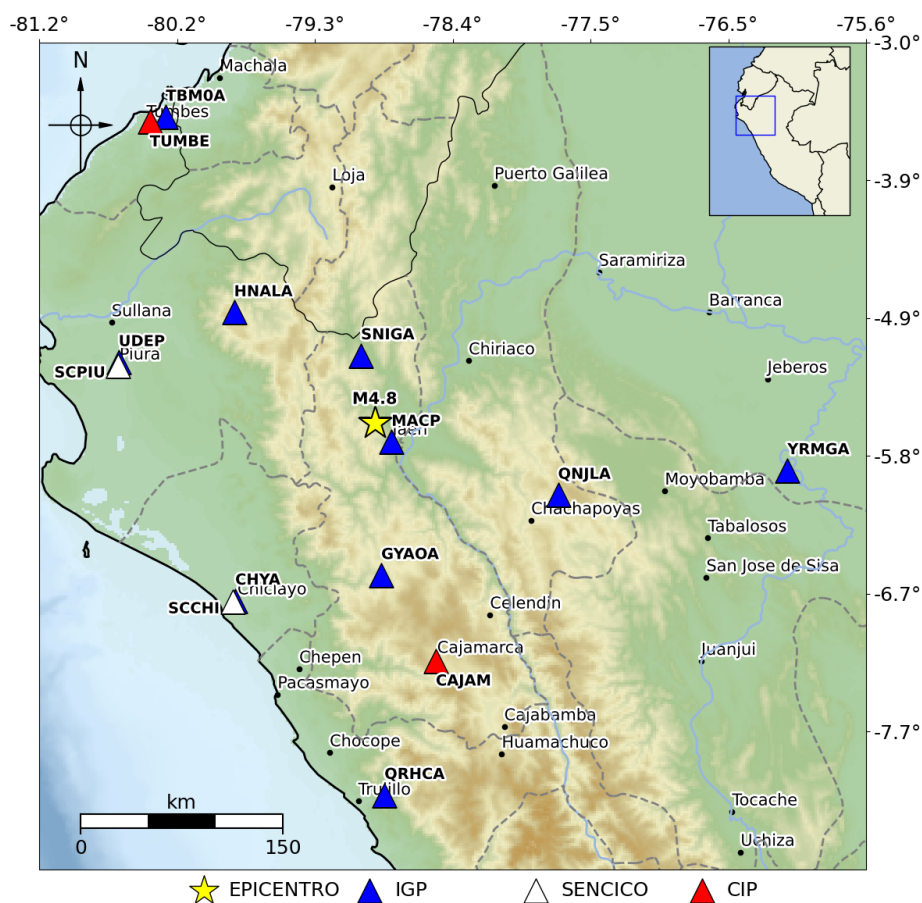 -81.2 -80.2 -79.3 -78.4 -77.5 -76.5 -75.6
-3.0°
N
Machala
TBM0A
Tumbes
TUMBE
Loja
Puerto Galilea
-3.9°
Saramiriza
HNALA
Barranca
Sullana
-4.9°
SNIGA
UDEP
Piura
SCPIU
Chiriaco
Jeberos
M4.8
MACP
Jaen
YRMGA
-5.8°
QNJLA
Moyobamba
Chachapoyas
Tabalosos
GYAOA
San Jose de Sisa
CHYA
Chiclayo
SCCHI
-6.7°
Celendin
Cajamarca
Juanjui
Chepen
CAJAM
Pacasmayo
Cajabamba
-7.7°
Chocope
Huamachuco
QRHCA
Trujillo
km
Tocache
0 150
Uchiza
EPICENTRO IGP SENCICO CIP